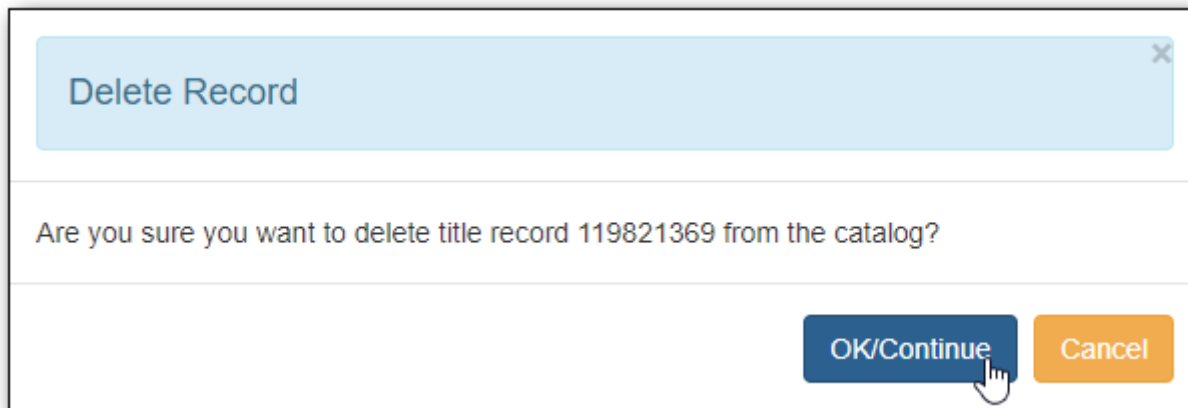 Delete Record
×
Are you sure you want to delete title record 119821369 from the catalog?
OK/Continue
Cancel